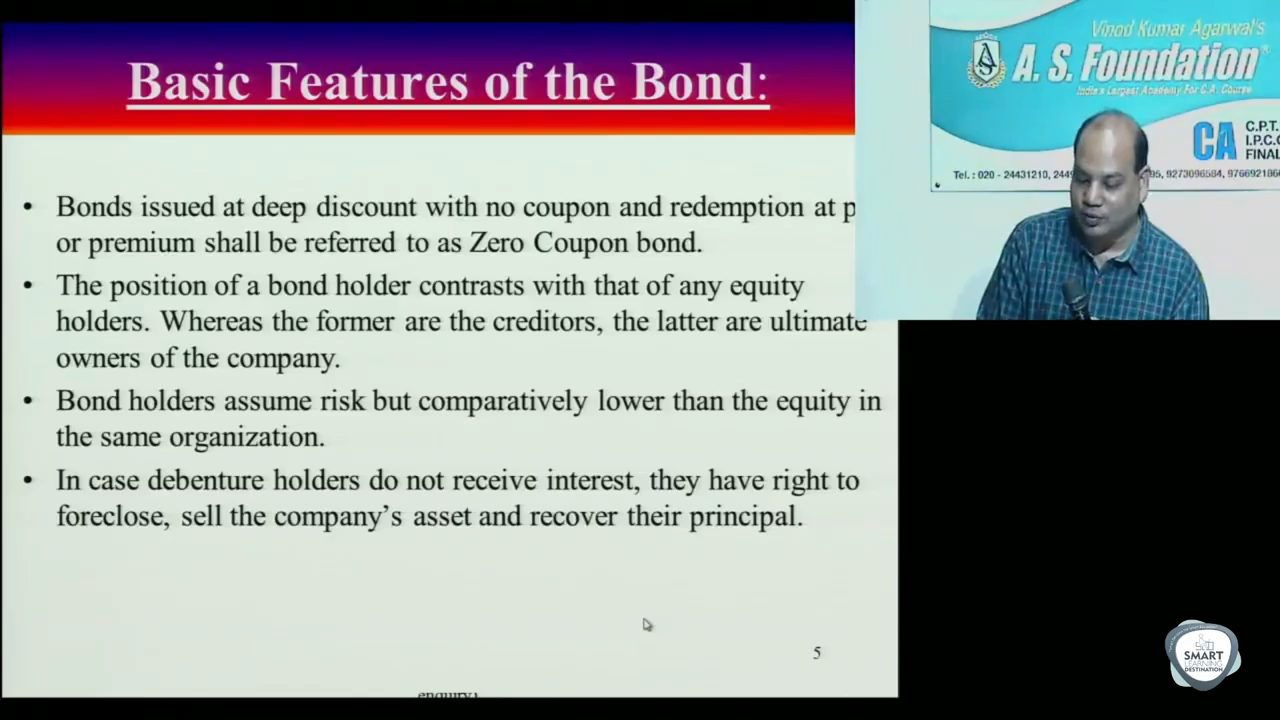 Basic Features of the Bond:
• Bonds issued at deep discount with no coupon and redemption at
or premium shall be referred to as Zero Coupon bond.
• The position of a bond holder contrasts with that of any equity
holders. Whereas the former are the creditors, the latter are ultimate
owners of the company.
• Bond holders assume risk but comparatively lower than the equity in
the same organization.
• In case debenture holders do not receive interest, they have right to
foreclose, sell the company's asset and recover their principal.
5
Vinod Kumar Agarwal's
A. S. Foundation
India's Largest Academy For C.A. Course
CA
C.P.T.
I.P.C.C
FINAL
Tel. : 020 - 24431210, 9273096584,
SMART
LEARNING
DESTINATION